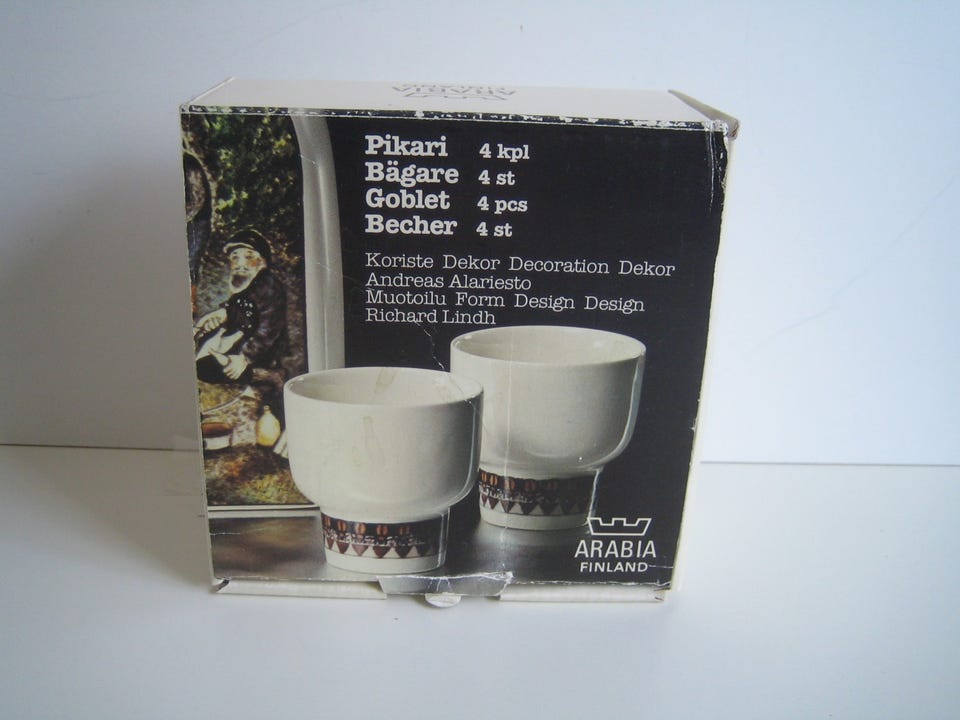 ARABIA
Pikari 4 kpl
Bägare 4 st
Goblet 4 pcs
Becher 4 st
Koriste Dekor Decoration Dekor
Andreas Alariesto
Muotoilu Form Design Design
Richard Lindh
ARABIA
FINLAND